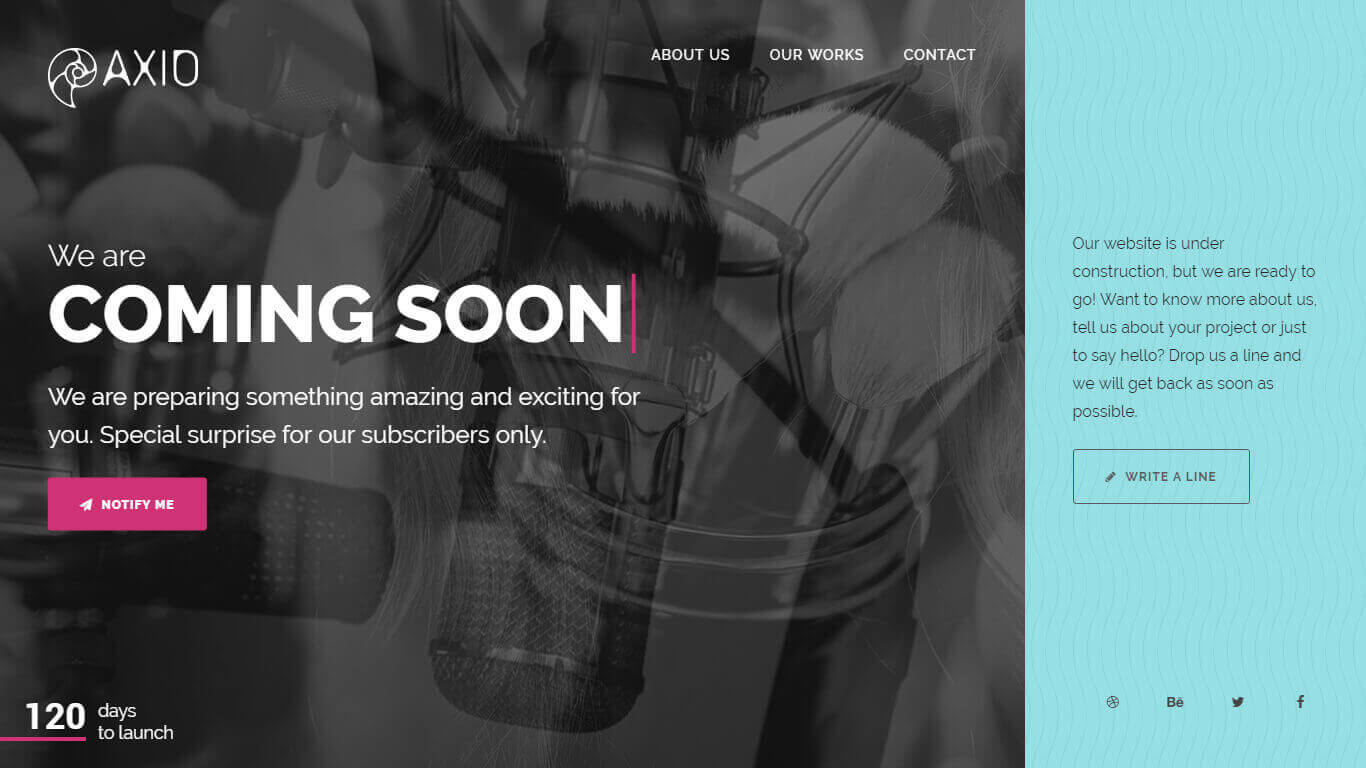 AXIO
ABOUT US
OUR WORKS
CONTACT
We are
COMING SOON
We are preparing something amazing and exciting for
you. Special surprise for our subscribers only.
NOTIFY ME
120
days
to launch
Our website is under
construction, but we are ready to
go! Want to know more about us,
tell us about your project or just
to say hello? Drop us a line and
we will get back as soon as
possible.
WRITE A LINE
Bē